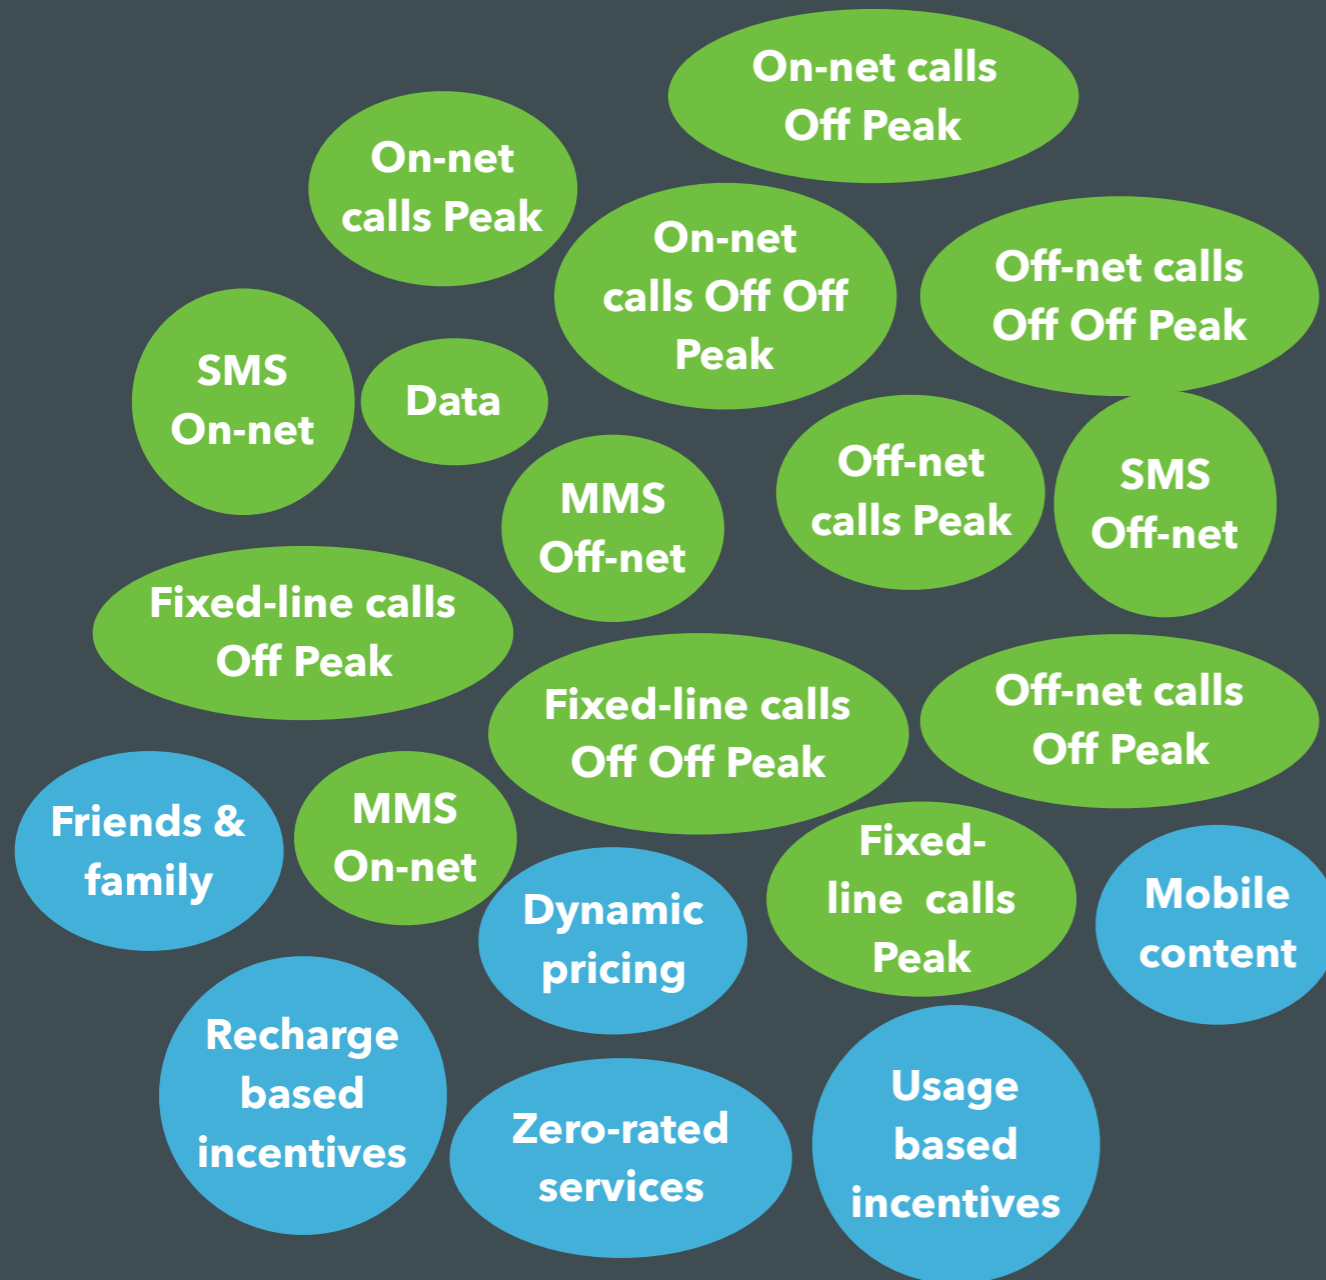 On-net calls
Off Peak
On-net
calls Peak
On-net
calls Off Off
Peak
Off-net calls
Off Off Peak
SMS
On-net
Data
Off-net
calls Peak
SMS
Off-net
MMS
Off-net
Fixed-line calls
Off Peak
Fixed-line calls
Off Off Peak
Off-net calls
Off Peak
Friends &
family
MMS
On-net
Dynamic
pricing
Fixed-
line calls
Peak
Mobile
content
Recharge
based
incentives
Zero-rated
services
Usage
based
incentives